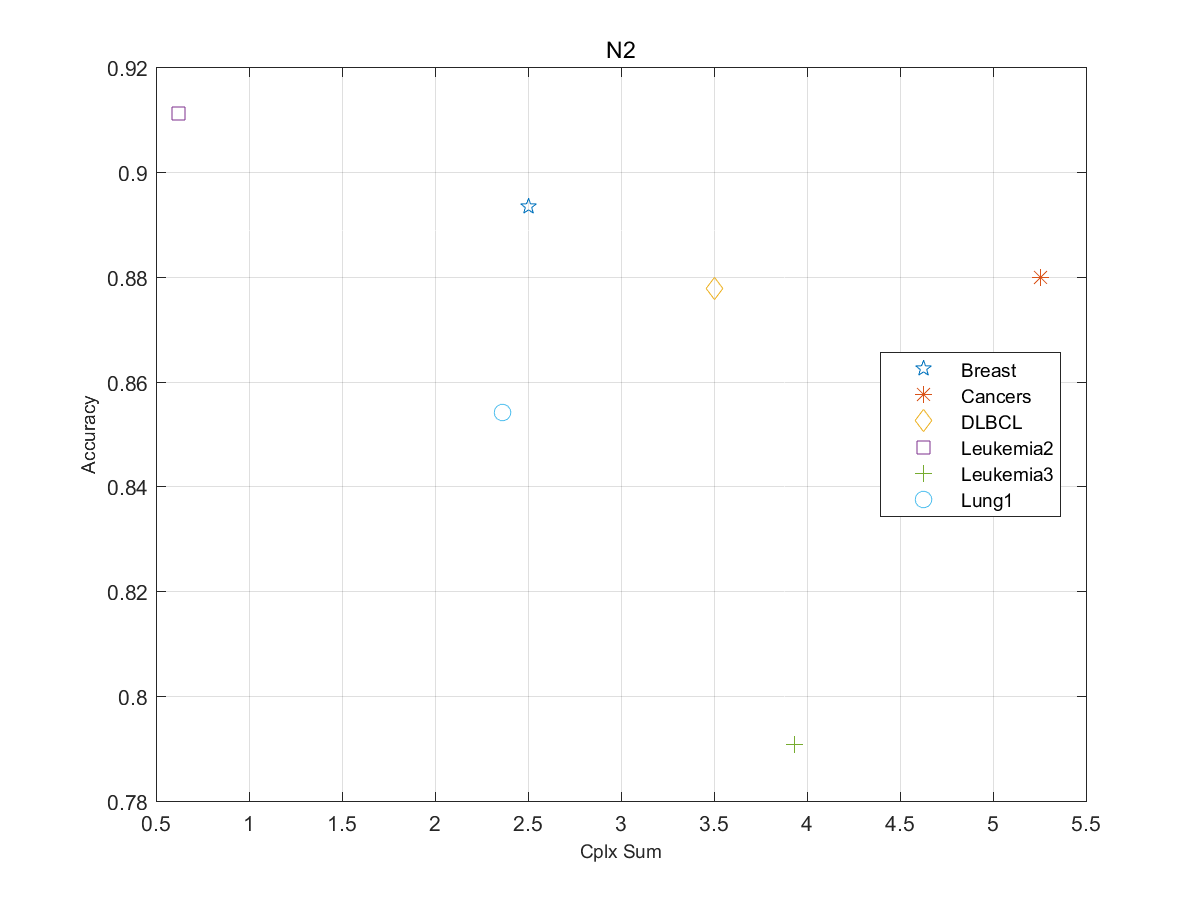 N2
0.92
0.9
0.88
0.86
0.84
0.82
0.8
0.78
Accuracy
Breast
Cancers
DLBCL
Leukemia2
Leukemia3
Lung1
0.5 1 1.5 2 2.5 3 3.5 4 4.5 5 5.5
Cplx Sum